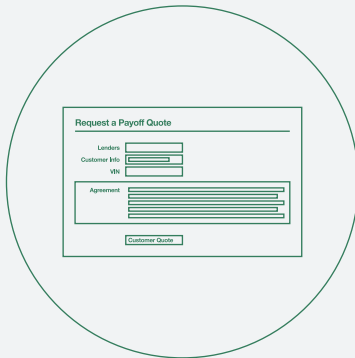 Request a Payoff Quote
Lenders
Customer Info
VIN
Agreement
Customer Quote